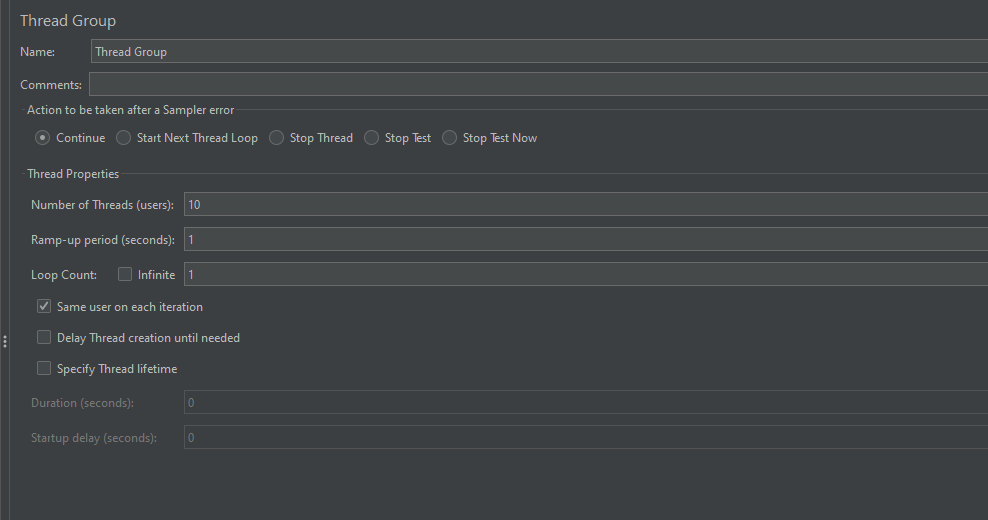 Thread Group
Name: Thread Group
Comments:
Action to be taken after a Sampler error
Continue Start Next Thread Loop Stop Thread Stop Test Stop Test Now
Thread Properties
Number of Threads (users): 10
Ramp-up period (seconds): 1
Loop Count: Infinite 1
Same user on each iteration
Delay Thread creation until needed
Specify Thread lifetime
Duration (seconds): 0
Startup delay (seconds): 0